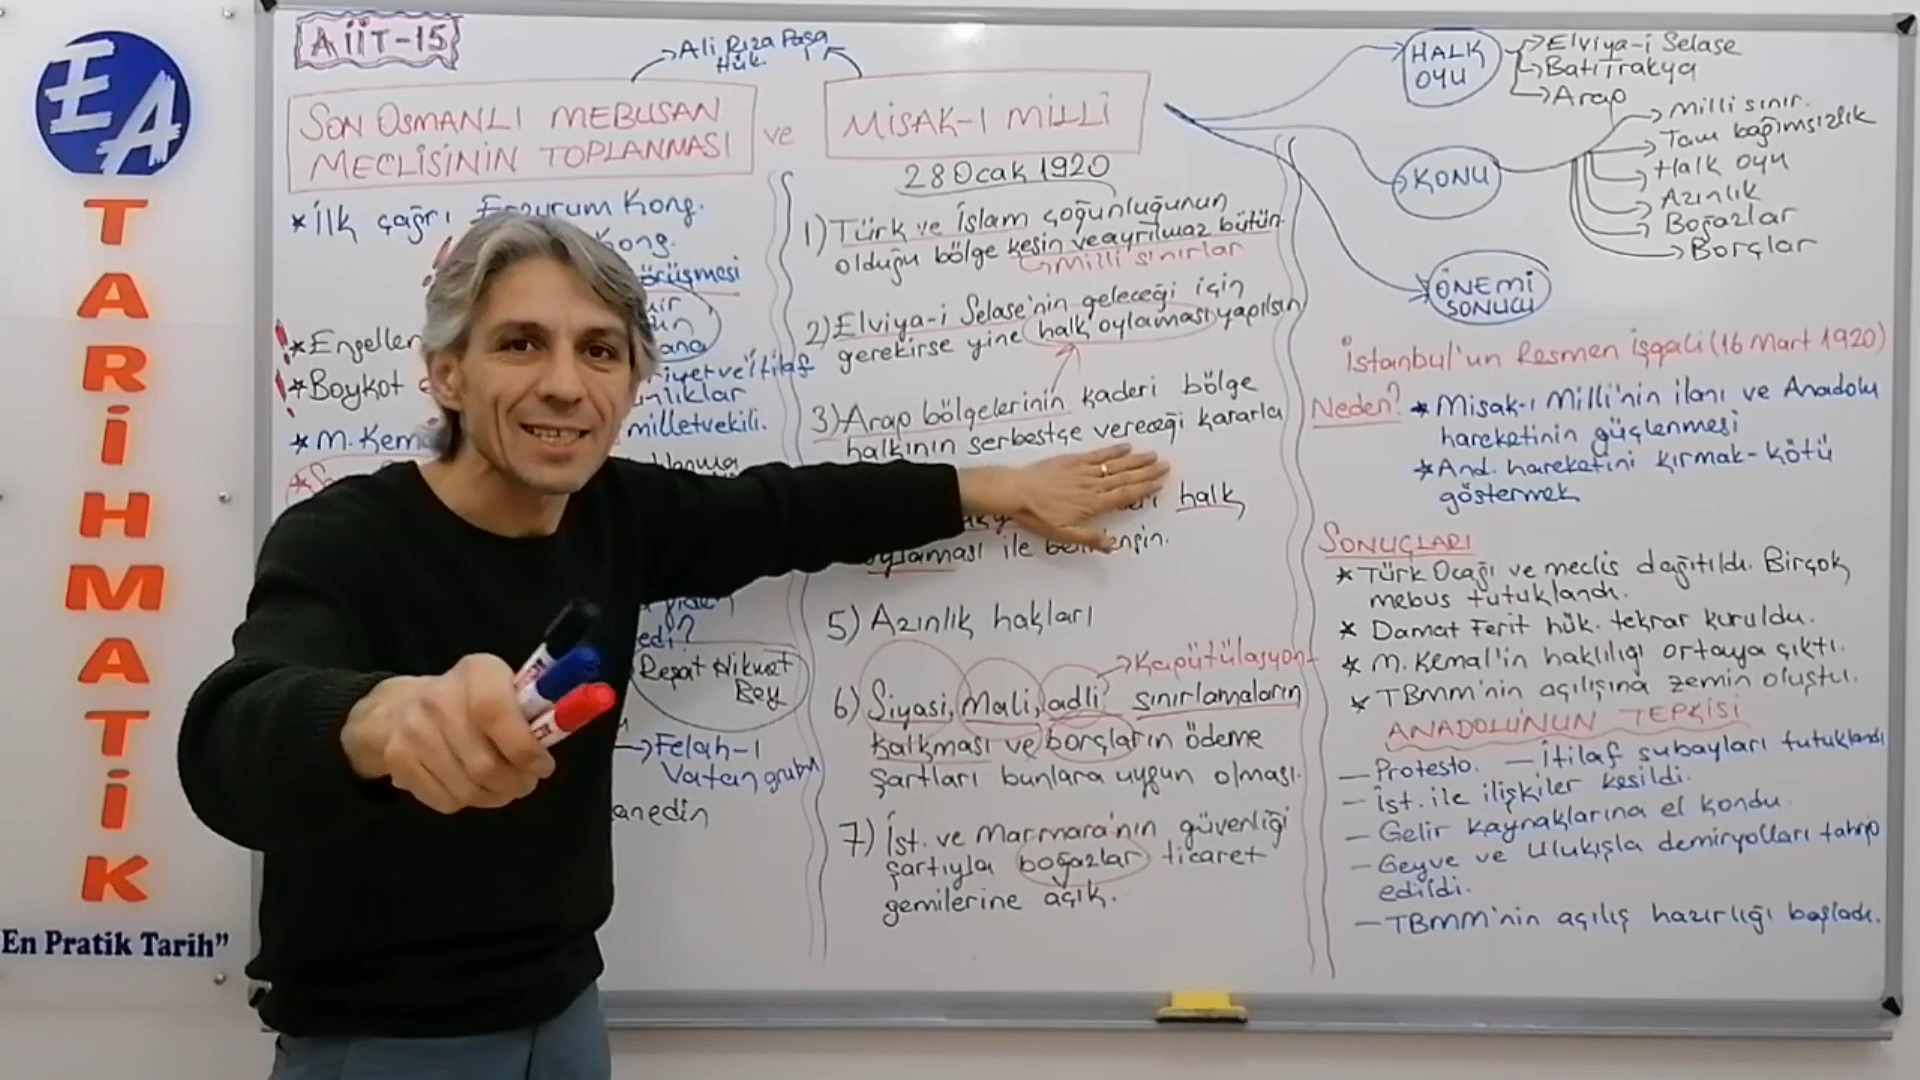 EA
TARİHMATİK
"En Pratik Tarih"
AİİT-15
Ali Rıza Paşa
Hük.
SON OSMANLI MEBUSAN
MECLİSİNİN TOPLANMASI
ve
MİSAK-I MİLLİ
28 Ocak 1920
* İlk çağrı Erzurum Kong.
Kong.
örüşmesi
ana
* Engellen
* Boykot
* M. Kema
milletvekili.
edi?
Reşat Hikmet
Bey
→Felah-ı
Vatan grubu
anedin
1) Türk ve İslam çoğunluğunun
olduğu bölge kesin ve ayrılmaz bütün.
→milli sınırlar
2) Elviya-i Selase'nin geleceği için
gerekirse yine halk oylaması yapılsın
3) Arap bölgelerinin kaderi bölge
halkının serbestçe vereceği kararla
halk
oylaması ile
5) Azınlık hakları
→Kapütülasyon
6) Siyasi, Mali, adli sınırlamaların
kalkması ve borçların ödeme
şartları bunlara uygun olması.
7) İst. ve Marmara'nın güvenliği
şartıyla boğazlar ticaret
gemilerine açık.
HALK
OYU
→Elviya-i Selase
→Batı Trakya
→Arap
KONU
→Milli sınır.
→Tam bağımsızlık
→Halk oyu
→Azınlık
→Boğazlar
→Borçlar
ÖNEMİ
SONUCU
İstanbul'un Resmen işgali (16 Mart 1920)
Neden? * Misak-ı Milli'nin ilanı ve Anadolu
hareketinin güçlenmesi
* And. hareketini kırmak-kötü
göstermek
SONUÇLARI
* Türk Ocağı ve meclis dağıtıldı. Birçok
mebus tutuklandı.
* Damat Ferit hük. tekrar kuruldu.
* M. Kemal'in haklılığı ortaya çıktı.
* TBMM'nin açılışına zemin oluştu.
ANADOLU'NUN TEPKİSİ
— Protesto. — İtilaf subayları tutuklandı
— İst. ile ilişkiler kesildi.
— Gelir kaynaklarına el kondu.
— Geyve ve Ulukışla demiryolları tahrip
edildi.
— TBMM'nin açılış hazırlığı başladı.